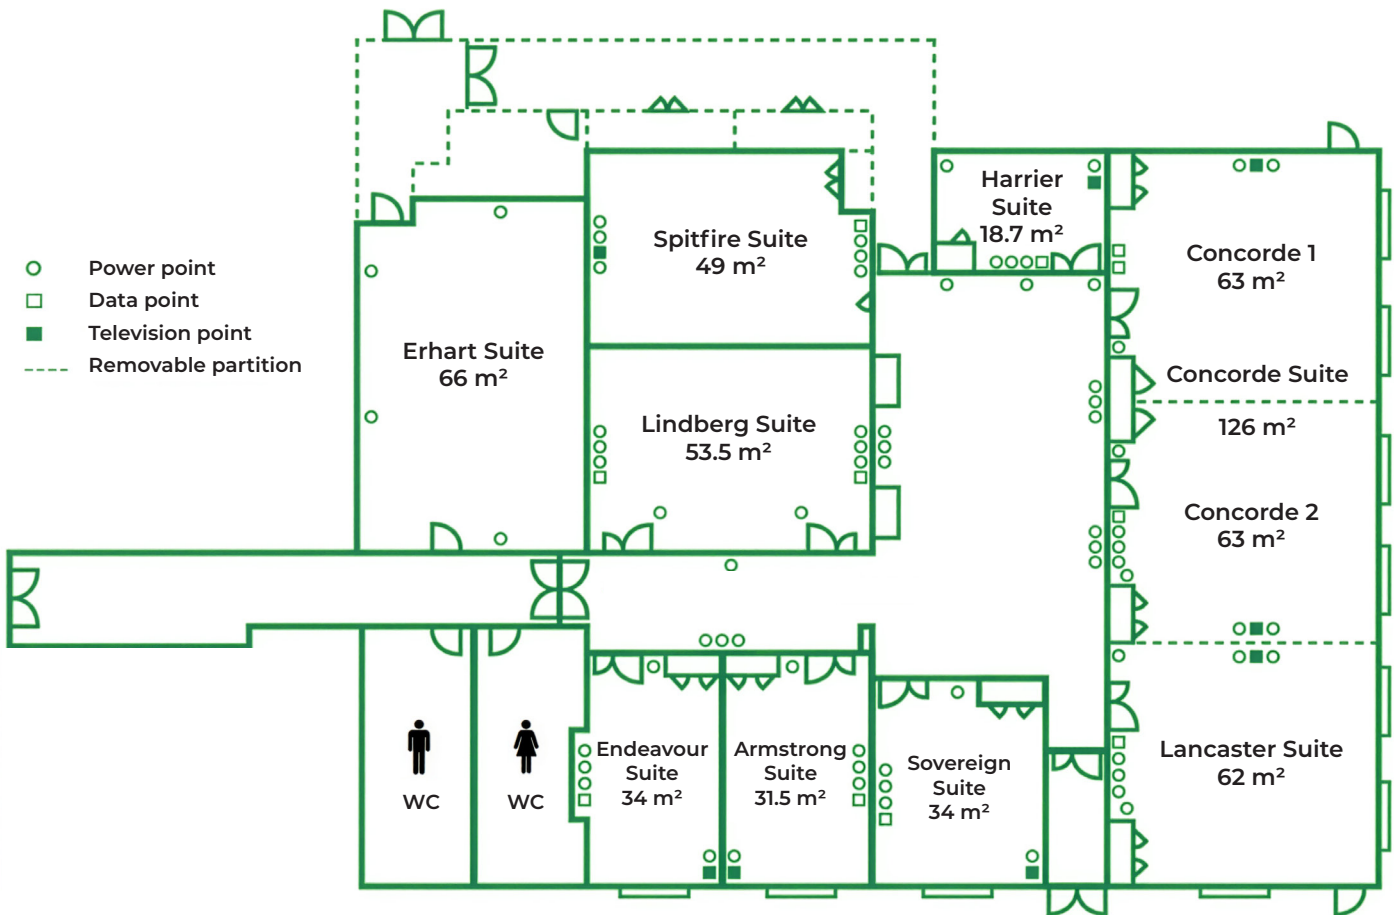 Power point
Data point
Television point
Removable partition
Erhart Suite
66 m²
Spitfire Suite
49 m²
Lindberg Suite
53.5 m²
Harrier
Suite
18.7 m²
Concorde 1
63 m²
Concorde Suite
126 m²
Concorde 2
63 m²
Lancaster Suite
62 m²
WC
WC
Endeavour
Suite
34 m²
Armstrong
Suite
31.5 m²
Sovereign
Suite
34 m²